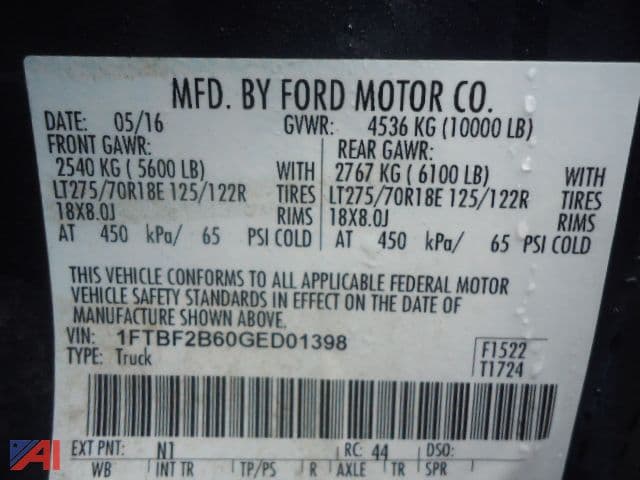 MFD. BY FORD MOTOR CO.
DATE: 05/16 GVWR: 4536 KG (10000 LB)
FRONT GAWR: REAR GAWR:
2540 KG ( 5600 LB) WITH 2767 KG ( 6100 LB) WITH
LT275/70R18E 125/122R TIRES LT275/70R18E 125/122R TIRES
18X8.0J RIMS 18X8.0J RIMS
AT 450 kPa/ 65 PSI COLD AT 450 kPa/ 65 PSI COLD
THIS VEHICLE CONFORMS TO ALL APPLICABLE FEDERAL MOTOR
VEHICLE SAFETY STANDARDS IN EFFECT ON THE DATE OF
MANUFACTURE SHOWN ABOVE.
VIN: 1FTBF2B60GED01398 F1522
TYPE: Truck T1724
EXT PNT: N1 RC: 44 DSO:
WB INT TR TP/PS R AXLE TR SPR
AI